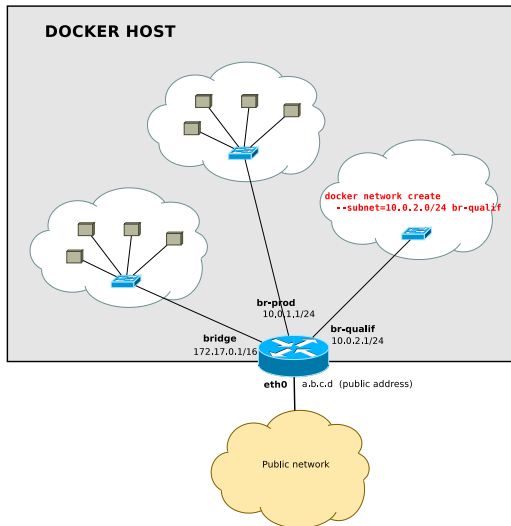 DOCKER HOST
docker network create
--subnet=10.0.2.0/24 br-qualif
br-prod
10.0.1.1/24
br-qualif
10.0.2.1/24
bridge
172.17.0.1/16
eth0 a.b.c.d (public address)
Public network